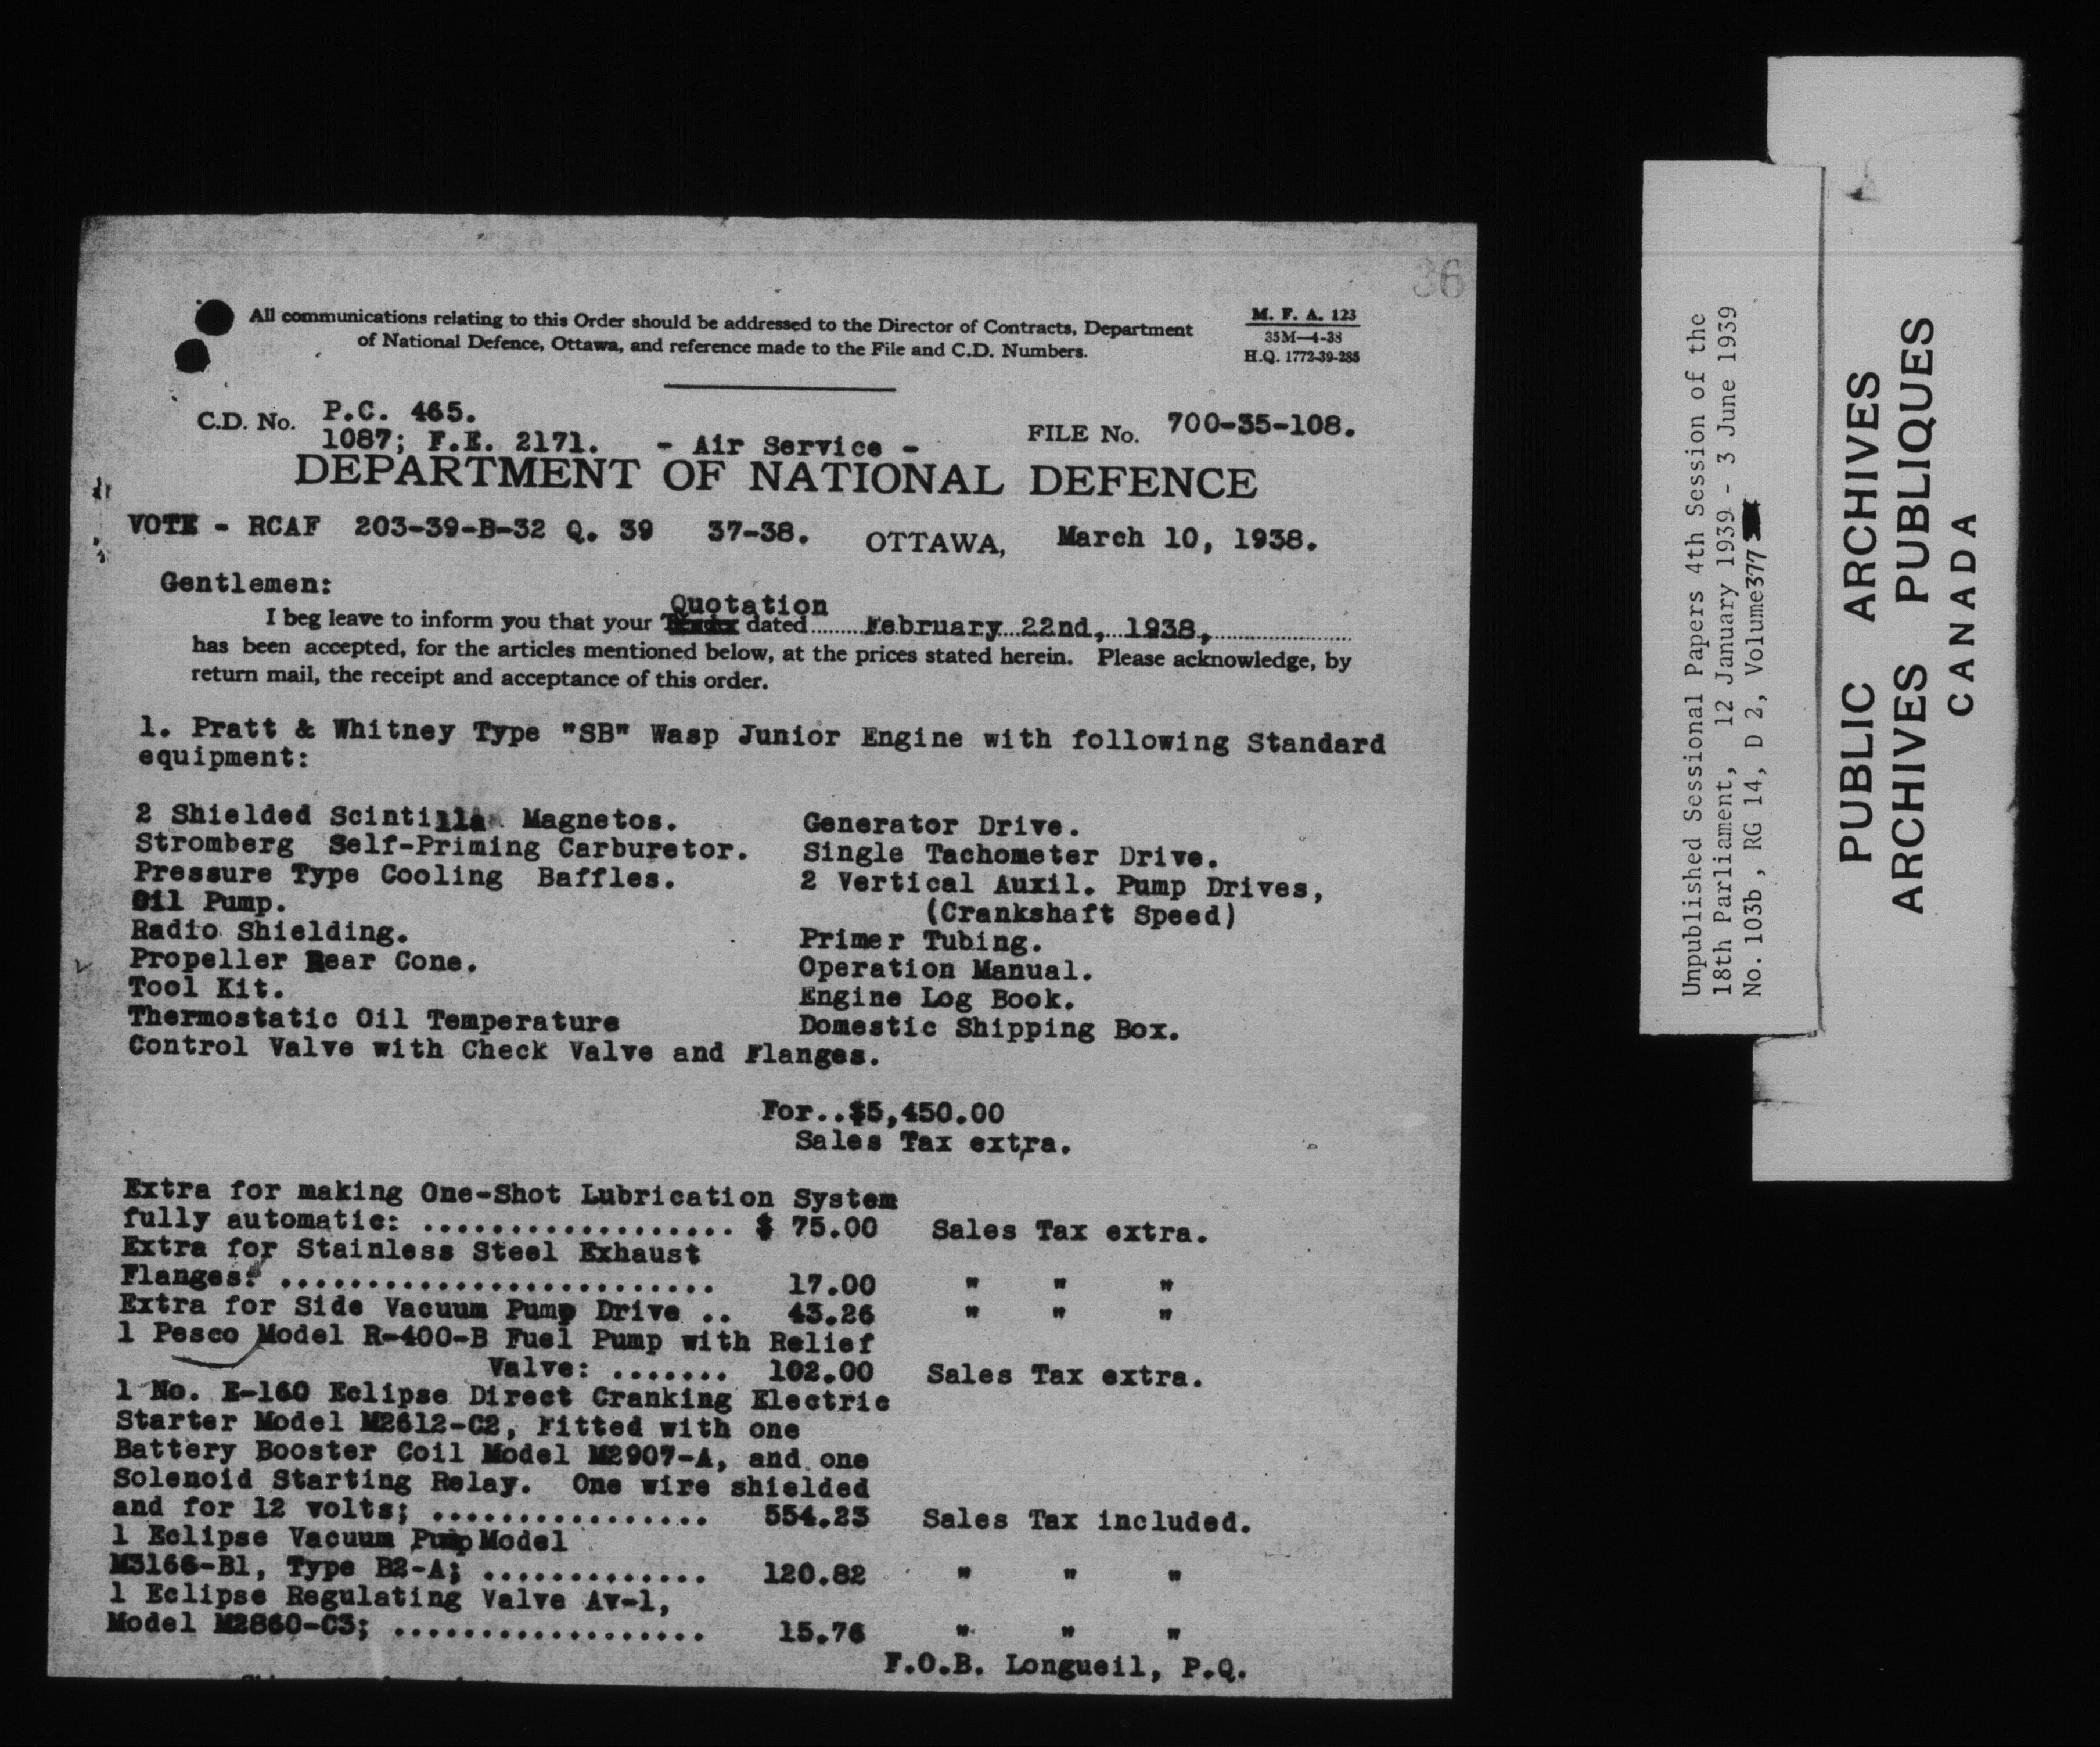 36
All communications relating to this Order should be addressed to the Director of Contracts, Department
of National Defence, Ottawa, and reference made to the File and C.D. Numbers.
M. F. A. 123
35M—4-38
H.Q. 1772-39-285
C.D. No. P.C. 465.
1087; F.E. 2171. - Air Service -
FILE No. 700-35-108.
DEPARTMENT OF NATIONAL DEFENCE
VOTE - RCAF 203-39-B-32 Q. 39 37-38. OTTAWA, March 10, 1938.
Gentlemen:
Quotation
I beg leave to inform you that your dated February 22nd, 1938,
has been accepted, for the articles mentioned below, at the prices stated herein. Please acknowledge, by
return mail, the receipt and acceptance of this order.
1. Pratt & Whitney Type "SB" Wasp Junior Engine with following Standard
equipment:
2 Shielded Scintilla Magnetos.
Stromberg Self-Priming Carburetor.
Pressure Type Cooling Baffles.
Oil Pump.
Radio Shielding.
Propeller Rear Cone.
Tool Kit.
Thermostatic Oil Temperature
Control Valve with Check Valve and Flanges.
Generator Drive.
Single Tachometer Drive.
2 Vertical Auxil. Pump Drives,
(Crankshaft Speed)
Primer Tubing.
Operation Manual.
Engine Log Book.
Domestic Shipping Box.
For..$5,450.00
Sales Tax extra.
Extra for making One-Shot Lubrication System
fully automatic: .................. $ 75.00 Sales Tax extra.
Extra for Stainless Steel Exhaust
Flanges: ......................... 17.00 " " "
Extra for Side Vacuum Pump Drive .. 43.26 " " "
1 Pesco Model R-400-B Fuel Pump with Relief
Valve: ....... 102.00 Sales Tax extra.
1 No. E-160 Eclipse Direct Cranking Electric
Starter Model M2612-C2, Fitted with one
Battery Booster Coil Model M2907-A, and one
Solenoid Starting Relay. One wire shielded
and for 12 volts; ................ 554.23 Sales Tax included.
1 Eclipse Vacuum Pump Model
M3166-B1, Type B2-A; ............. 120.82 " " "
1 Eclipse Regulating Valve Av-1,
Model M2860-C3; .................. 15.76 " " "
F.O.B. Longueil, P.Q.
Unpublished Sessional Papers 4th Session of the
18th Parliament, 12 January 1939 - 3 June 1939
No. 103b, RG 14, D 2, Volume 377
PUBLIC ARCHIVES
ARCHIVES PUBLIQUES
CANADA